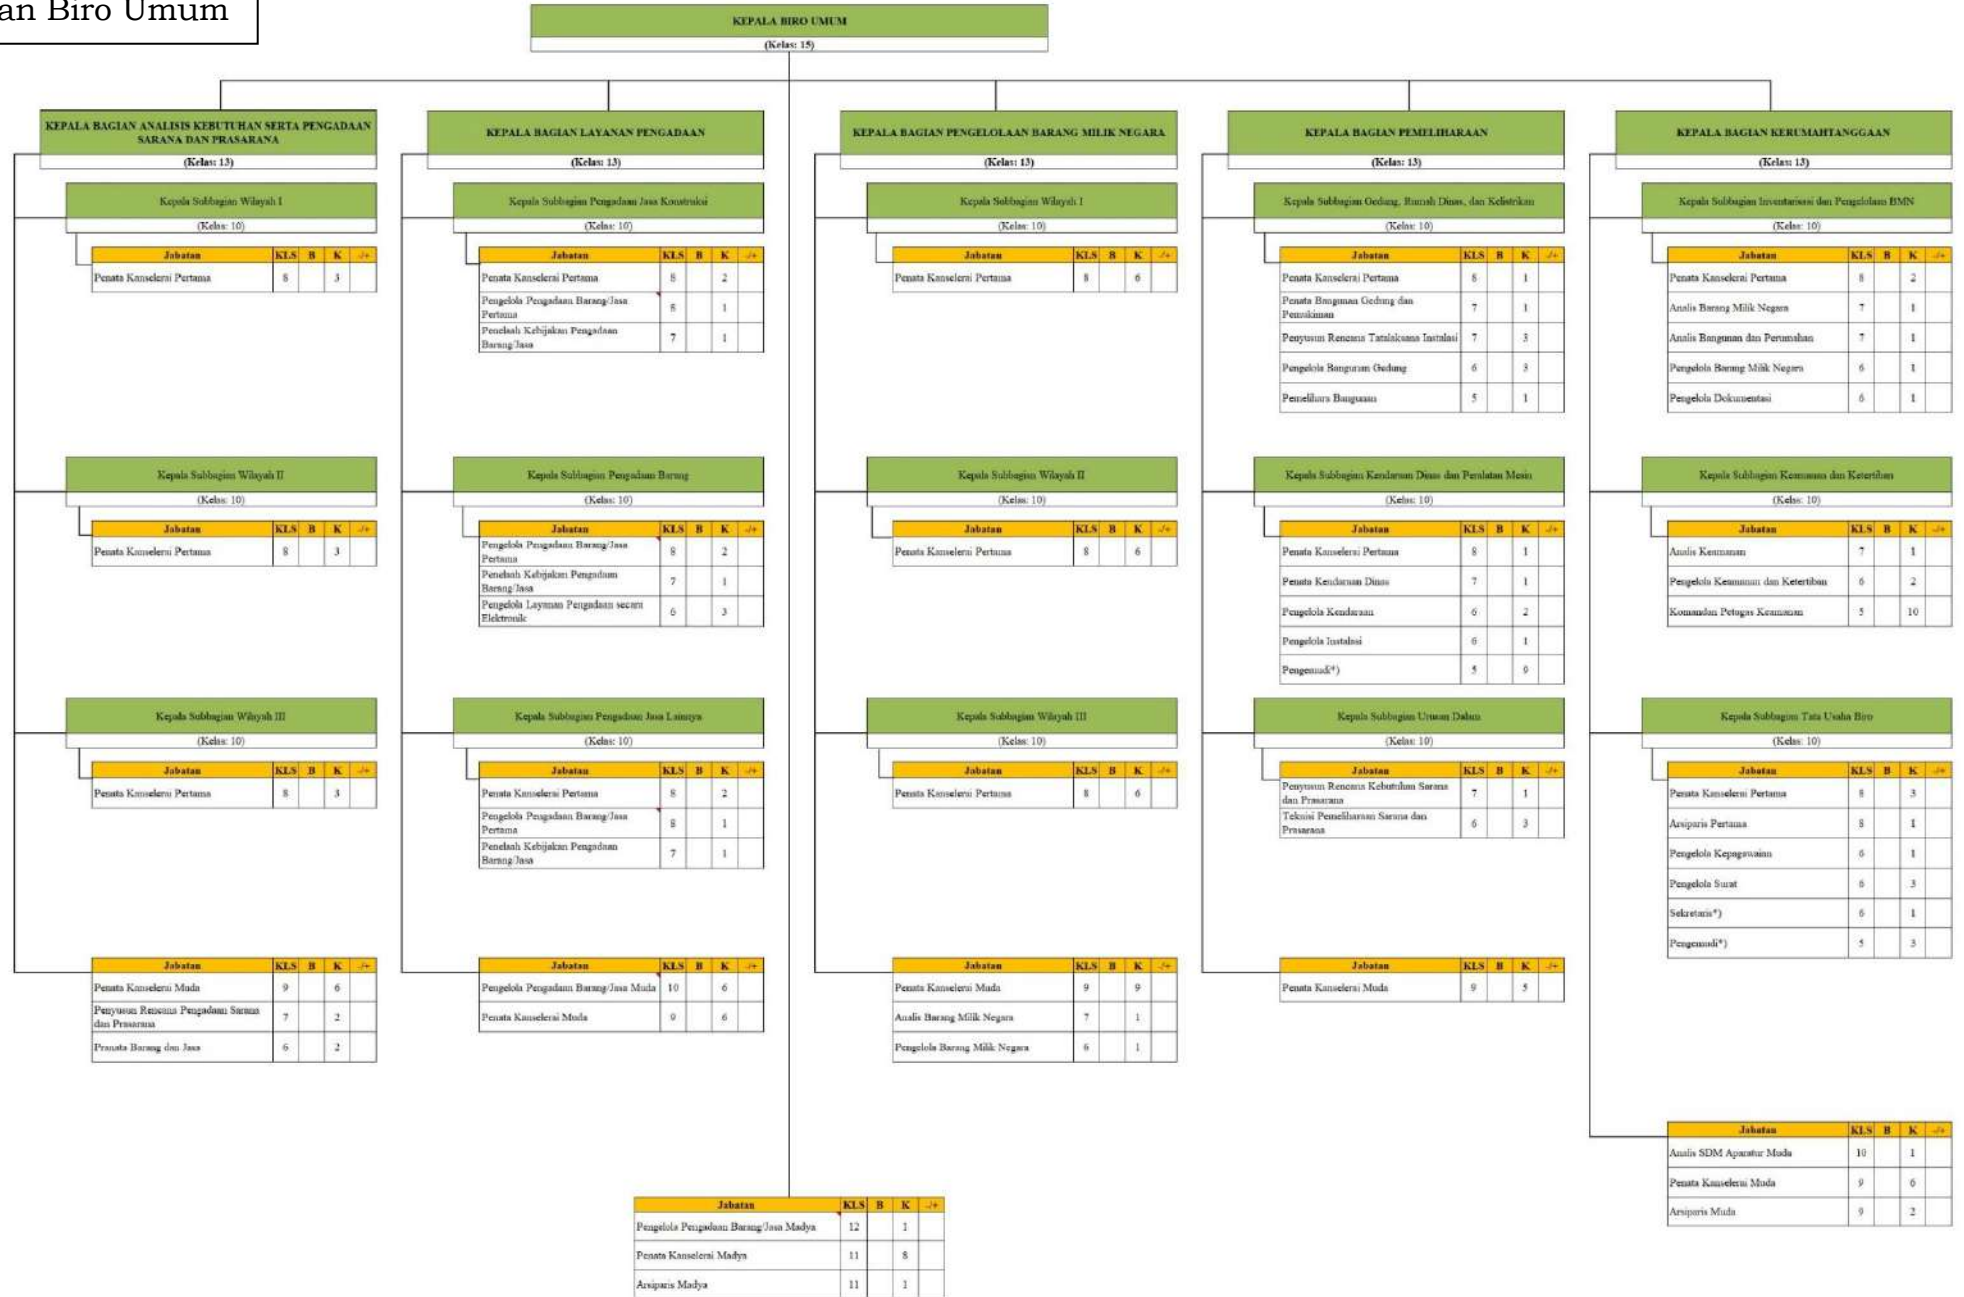 an Biro Umum
KEPALA BIRO UMUM
(Kelas: 15)
KEPALA BAGIAN ANALISIS KEBUTUHAN SERTA PENGADAAN
SARANA DAN PRASARANA
(Kelas: 13)
Kepala Subbagian Wilayah I
(Kelas: 10)
Jabatan KLS B K -/+
Penata Kanselerai Pertama 8 3
Kepala Subbagian Wilayah II
(Kelas: 10)
Jabatan KLS B K -/+
Penata Kanselerai Pertama 8 3
Kepala Subbagian Wilayah III
(Kelas: 10)
Jabatan KLS B K -/+
Penata Kanselerai Pertama 8 3
Jabatan KLS B K -/+
Penata Kanselerai Muda 9 6
Penyusun Rencana Pengadaan Sarana
dan Prasarana 7 2
Pranata Barang dan Jasa 6 2
KEPALA BAGIAN LAYANAN PENGADAAN
(Kelas: 13)
Kepala Subbagian Pengadaan Jasa Konstruksi
(Kelas: 10)
Jabatan KLS B K -/+
Penata Kanselerai Pertama 8 2
Pengelola Pengadaan Barang/Jasa
Pertama 8 1
Penelaah Kebijakan Pengadaan
Barang/Jasa 7 1
Kepala Subbagian Pengadaan Barang
(Kelas: 10)
Jabatan KLS B K -/+
Pengelola Pengadaan Barang/Jasa
Pertama 8 2
Penelaah Kebijakan Pengadaan
Barang/Jasa 7 1
Pengelola Layanan Pengadaan secara
Elektronik 6 3
Kepala Subbagian Pengadaan Jasa Lainnya
(Kelas: 10)
Jabatan KLS B K -/+
Penata Kanselerai Pertama 8 2
Pengelola Pengadaan Barang/Jasa
Pertama 8 1
Penelaah Kebijakan Pengadaan
Barang/Jasa 7 1
Jabatan KLS B K -/+
Pengelola Pengadaan Barang/Jasa Muda 10 6
Penata Kanselerai Muda 9 6
KEPALA BAGIAN PENGELOLAAN BARANG MILIK NEGARA
(Kelas: 13)
Kepala Subbagian Wilayah I
(Kelas: 10)
Jabatan KLS B K -/+
Penata Kanselerai Pertama 8 6
Kepala Subbagian Wilayah II
(Kelas: 10)
Jabatan KLS B K -/+
Penata Kanselerai Pertama 8 6
Kepala Subbagian Wilayah III
(Kelas: 10)
Jabatan KLS B K -/+
Penata Kanselerai Pertama 8 6
Jabatan KLS B K -/+
Penata Kanselerai Muda 9 9
Analis Barang Milik Negara 7 1
Pengelola Barang Milik Negara 6 1
KEPALA BAGIAN PEMELIHARAAN
(Kelas: 13)
Kepala Subbagian Gedung, Rumah Dinas, dan Kelistrikan
(Kelas: 10)
Jabatan KLS B K -/+
Penata Kanselerai Pertama 8 1
Penata Bangunan Gedung dan
Pemukiman 7 1
Penyusun Rencana Tatalaksana Instalasi 7 3
Pengelola Bangunan Gedung 6 3
Pemelihara Bangunan 5 1
Kepala Subbagian Kendaraan Dinas dan Peralatan Mesin
(Kelas: 10)
Jabatan KLS B K -/+
Penata Kanselerai Pertama 8 1
Penata Kendaraan Dinas 7 1
Pengelola Kendaraan 6 2
Pengelola Instalasi 6 1
Pengemudi*) 5 9
Kepala Subbagian Urusan Dalam
(Kelas: 10)
Jabatan KLS B K -/+
Penyusun Rencana Kebutuhan Sarana
dan Prasarana 7 1
Teknisi Pemeliharaan Sarana dan
Prasarana 6 3
Jabatan KLS B K -/+
Penata Kanselerai Muda 9 5
KEPALA BAGIAN KERUMAHTANGGAAN
(Kelas: 13)
Kepala Subbagian Inventarisasi dan Pengelolaan BMN
(Kelas: 10)
Jabatan KLS B K -/+
Penata Kanselerai Pertama 8 2
Analis Barang Milik Negara 7 1
Analis Bangunan dan Perumahan 7 1
Pengelola Barang Milik Negara 6 1
Pengelola Dokumentasi 6 1
Kepala Subbagian Keamanan dan Ketertiban
(Kelas: 10)
Jabatan KLS B K -/+
Analis Keamanan 7 1
Pengelola Keamanan dan Ketertiban 6 2
Komandan Petugas Keamanan 5 10
Kepala Subbagian Tata Usaha Biro
(Kelas: 10)
Jabatan KLS B K -/+
Penata Kanselerai Pertama 8 3
Arsiparis Pertama 8 1
Pengelola Kepegawaian 6 1
Pengelola Surat 6 3
Sekretaris*) 6 1
Pengemudi*) 5 3
Jabatan KLS B K -/+
Analis SDM Aparatur Muda 10 1
Penata Kanselerai Muda 9 6
Arsiparis Muda 9 2
Jabatan KLS B K -/+
Pengelola Pengadaan Barang/Jasa Madya 12 1
Penata Kanselerai Madya 11 8
Arsiparis Madya 11 1